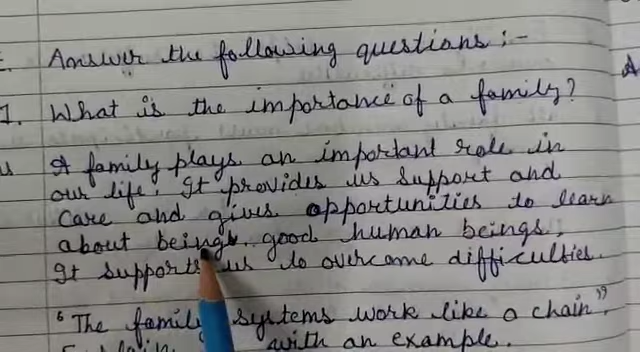 Answer the following questions :-
1. What is the importance of a family?
A family plays an important role in
our life. It provides us support and
care and gives opportunities to learn
about being good human beings.
It supports us to overcome difficulties.
"The family systems work like a chain".
Explain with an example.